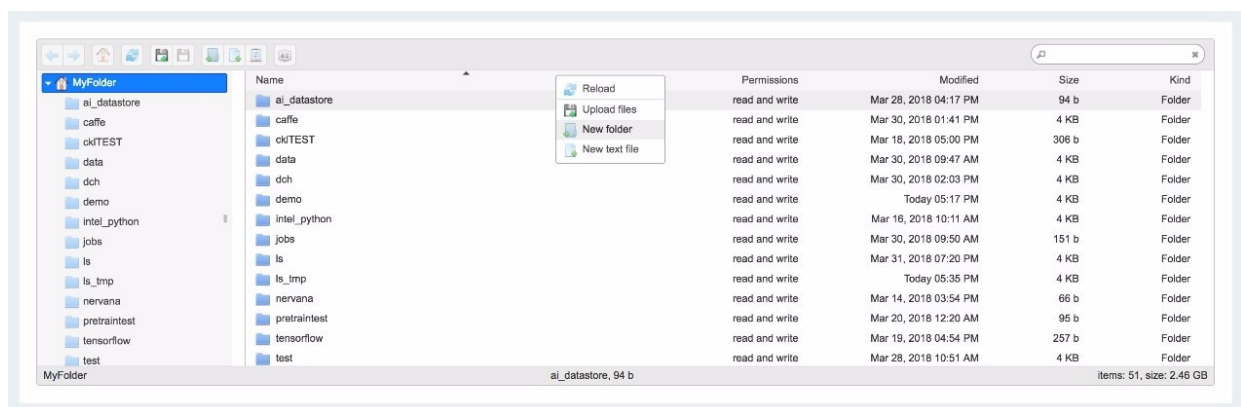 MyFolder
ai_datastore
caffe
cklTEST
data
dch
demo
intel_python
jobs
ls
ls_tmp
nervana
pretraintest
tensorflow
test
Name Permissions Modified Size Kind
ai_datastore read and write Mar 28, 2018 04:17 PM 94 b Folder
caffe read and write Mar 30, 2018 01:41 PM 4 KB Folder
cklTEST read and write Mar 18, 2018 05:00 PM 306 b Folder
data read and write Mar 30, 2018 09:47 AM 4 KB Folder
dch read and write Mar 30, 2018 02:03 PM 4 KB Folder
demo read and write Today 05:17 PM 4 KB Folder
intel_python read and write Mar 16, 2018 10:11 AM 4 KB Folder
jobs read and write Mar 30, 2018 09:50 AM 151 b Folder
ls read and write Mar 31, 2018 07:20 PM 4 KB Folder
ls_tmp read and write Today 05:35 PM 4 KB Folder
nervana read and write Mar 14, 2018 03:54 PM 66 b Folder
pretraintest read and write Mar 20, 2018 12:20 AM 95 b Folder
tensorflow read and write Mar 19, 2018 04:54 PM 257 b Folder
test read and write Mar 28, 2018 10:51 AM 4 KB Folder
Reload
Upload files
New folder
New text file
MyFolder ai_datastore, 94 b items: 51, size: 2.46 GB